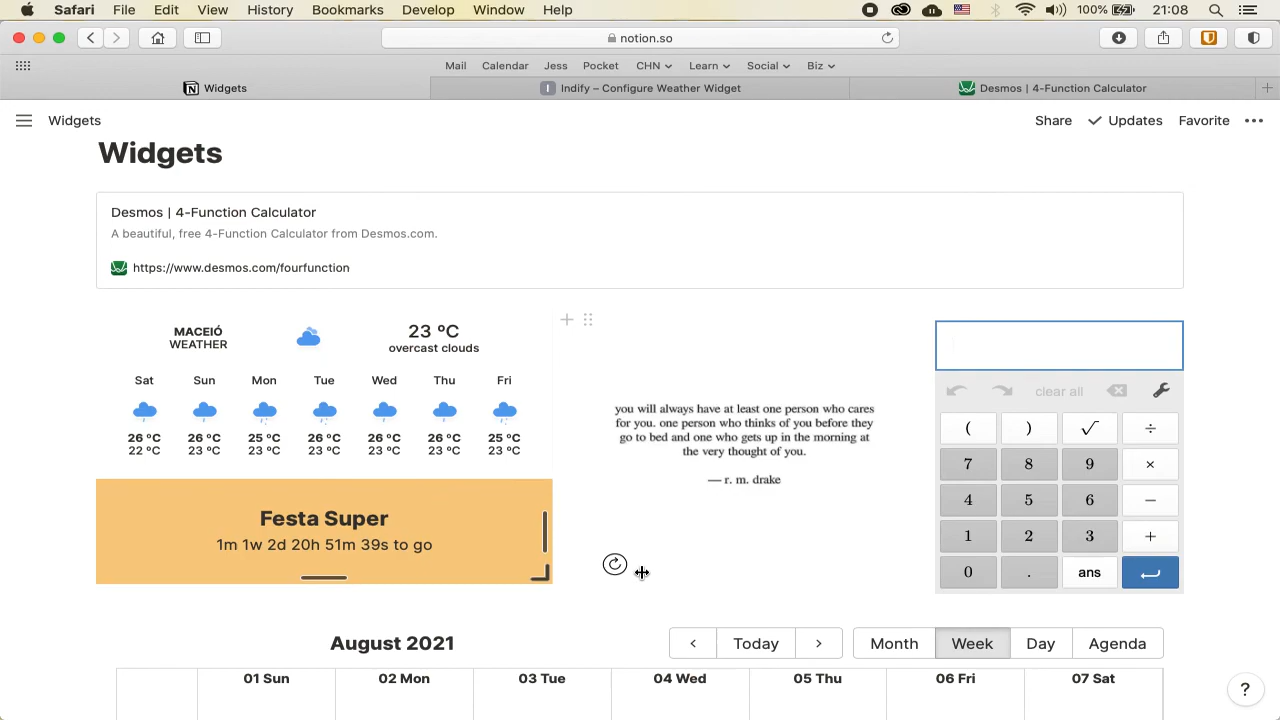 Safari File Edit View History Bookmarks Develop Window Help 100% 21:08
notion.so
Mail Calendar Jess Pocket CHN Learn Social Biz
Widgets Indify – Configure Weather Widget Desmos | 4-Function Calculator
Widgets Share Updates Favorite
Widgets
Desmos | 4-Function Calculator
A beautiful, free 4-Function Calculator from Desmos.com.
https://www.desmos.com/fourfunction
MACEIÓ
WEATHER
23 ºC
overcast clouds
Sat Sun Mon Tue Wed Thu Fri
26 ºC 26 ºC 25 ºC 26 ºC 26 ºC 26 ºC 25 ºC
22 ºC 23 ºC 23 ºC 23 ºC 23 ºC 23 ºC 23 ºC
Festa Super
1m 1w 2d 20h 51m 39s to go
you will always have at least one person who cares
for you. one person who thinks of you before they
go to bed and one who gets up in the morning at
the very thought of you.
— r. m. drake
clear all
( ) √ ÷
7 8 9 ×
4 5 6 −
1 2 3 +
0 . ans
August 2021 < Today > Month Week Day Agenda
01 Sun 02 Mon 03 Tue 04 Wed 05 Thu 06 Fri 07 Sat
?